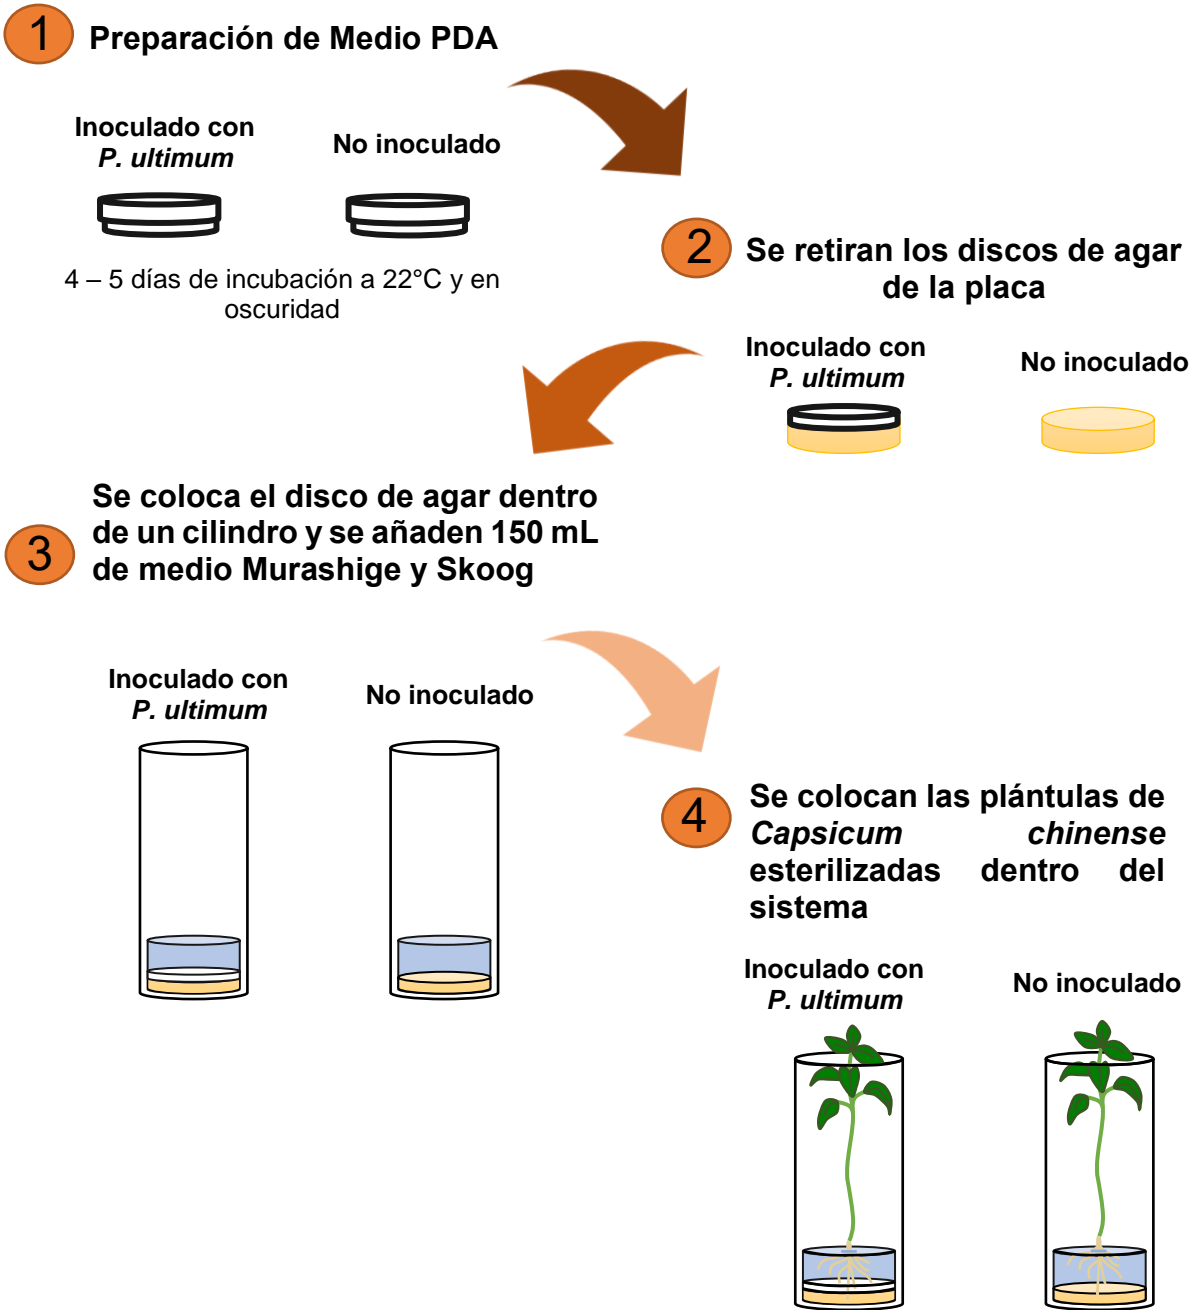 1
Preparación de Medio PDA
Inoculado con
P. ultimum
No inoculado
4 – 5 días de incubación a 22°C y en
oscuridad
2
Se retiran los discos de agar
de la placa
Inoculado con
P. ultimum
No inoculado
3
Se coloca el disco de agar dentro
de un cilindro y se añaden 150 mL
de medio Murashige y Skoog
Inoculado con
P. ultimum
No inoculado
4
Se colocan las plántulas de
Capsicum chinense
esterilizadas dentro del
sistema
Inoculado con
P. ultimum
No inoculado